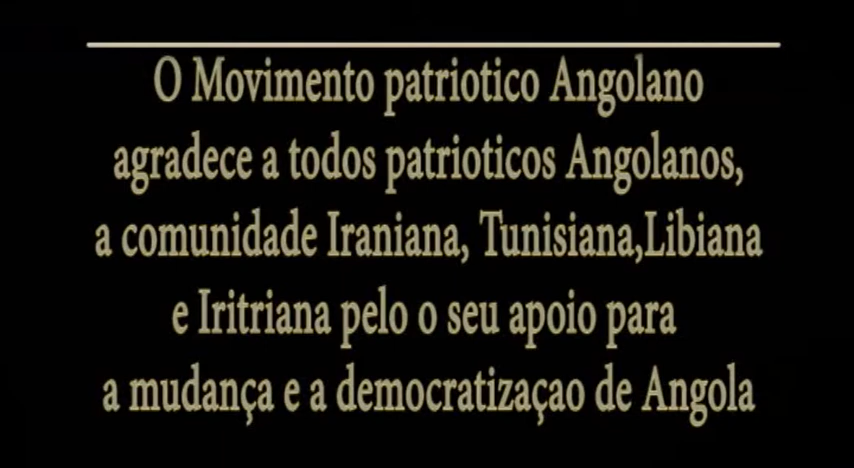 O Movimento patriotico Angolano
agradece a todos patrioticos Angolanos,
a comunidade Iraniana, Tunisiana,Libiana
e Iritriana pelo o seu apoio para
a mudança e a democratizaçao de Angola